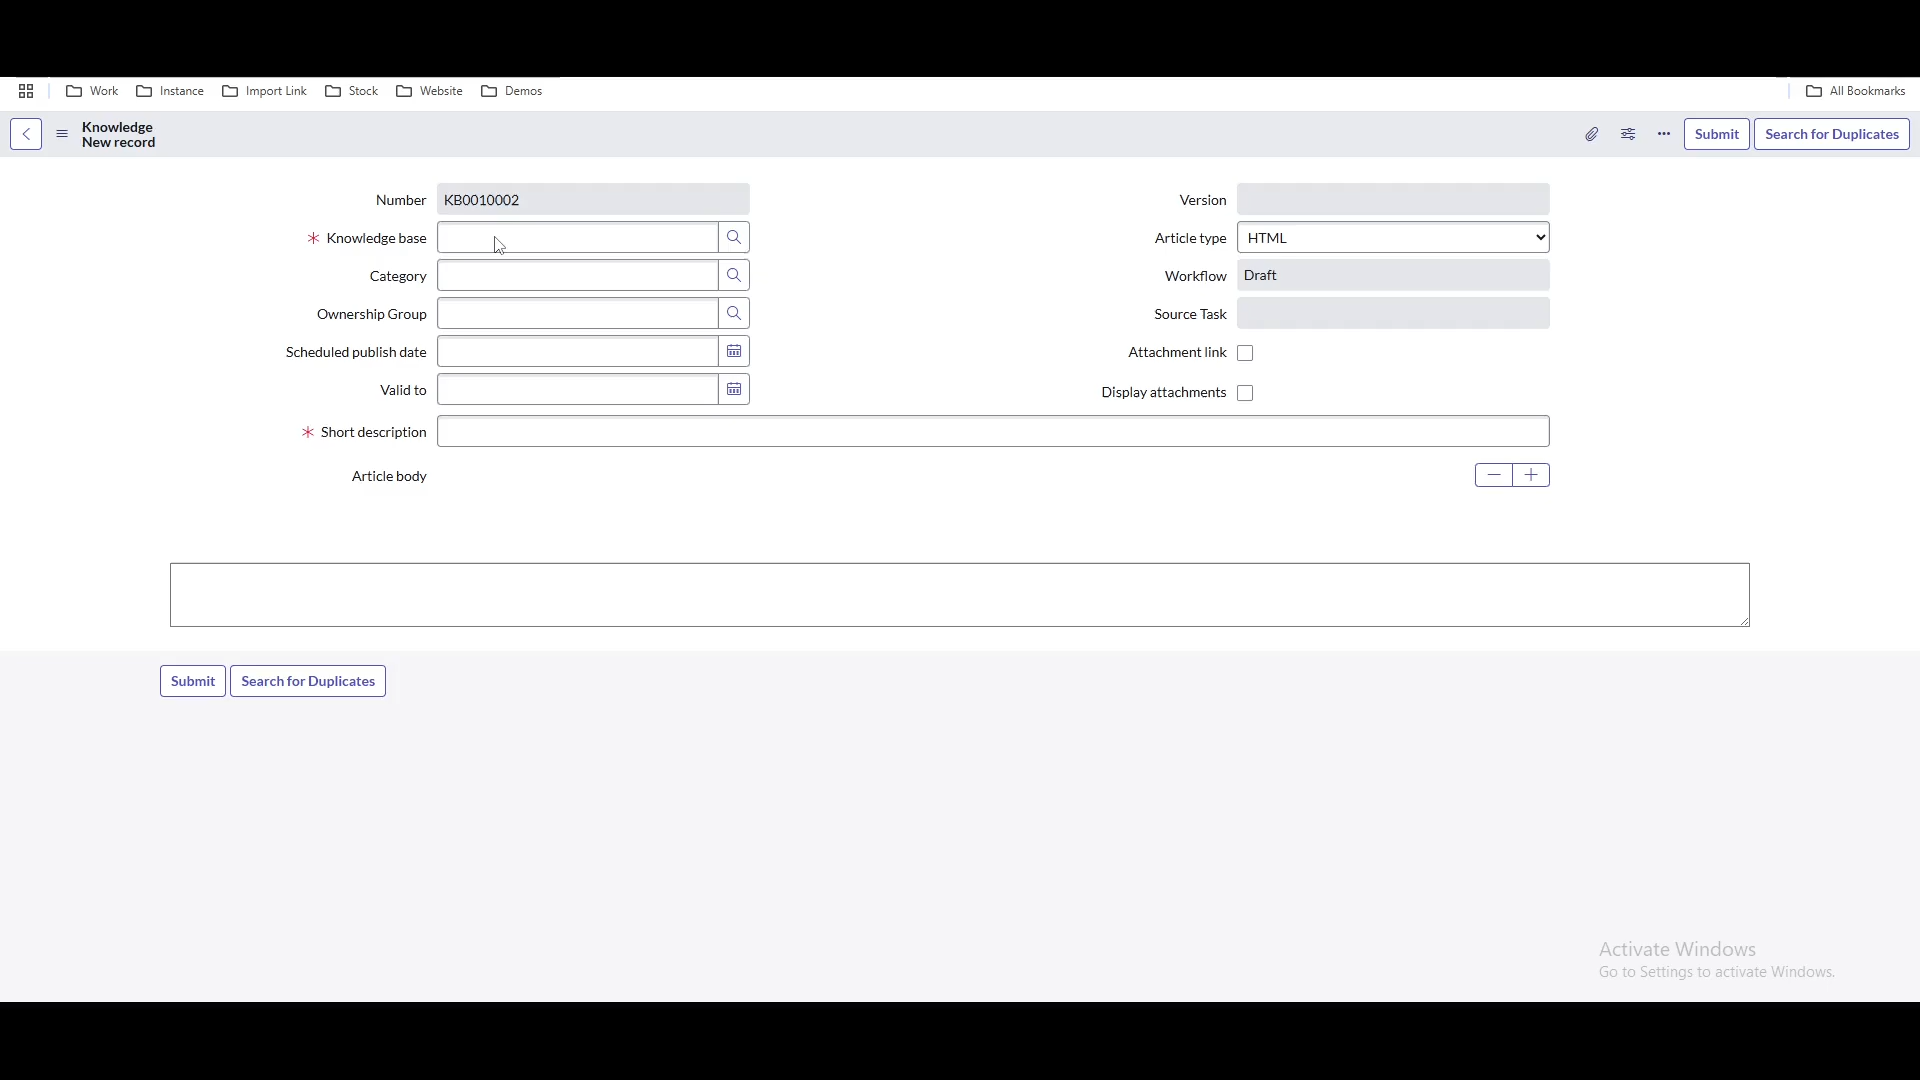 Work Instance Import Link Stock Website Demos All Bookmarks
Knowledge
New record
Submit Search for Duplicates
Number KB0010002
Version
* Knowledge base
Article type HTML
Category
Workflow Draft
Ownership Group
Source Task
Scheduled publish date
Attachment link
Valid to
Display attachments
* Short description
Article body
Submit Search for Duplicates
Activate Windows
Go to Settings to activate Windows.